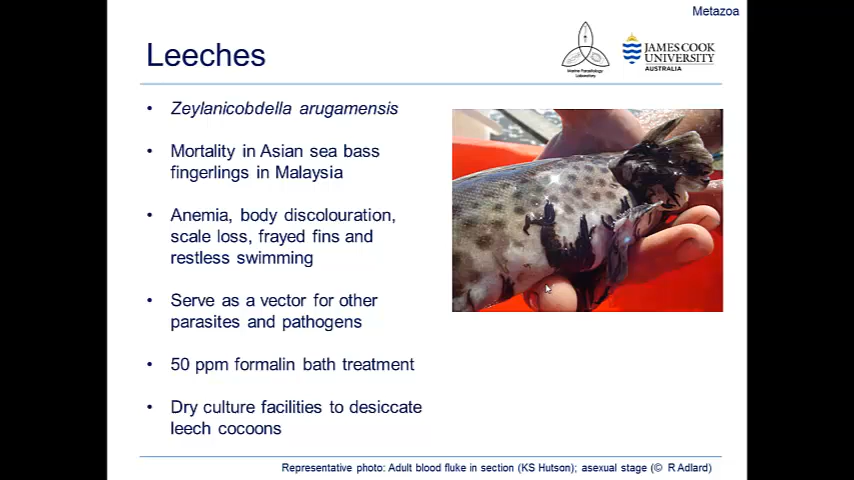 Metazoa
Leeches
Marine Parasitology
Laboratory
JAMES COOK
UNIVERSITY
AUSTRALIA
• Zeylanicobdella arugamensis
• Mortality in Asian sea bass
fingerlings in Malaysia
• Anemia, body discolouration,
scale loss, frayed fins and
restless swimming
• Serve as a vector for other
parasites and pathogens
• 50 ppm formalin bath treatment
• Dry culture facilities to desiccate
leech cocoons
Representative photo: Adult blood fluke in section (KS Hutson); asexual stage (© R Adlard)